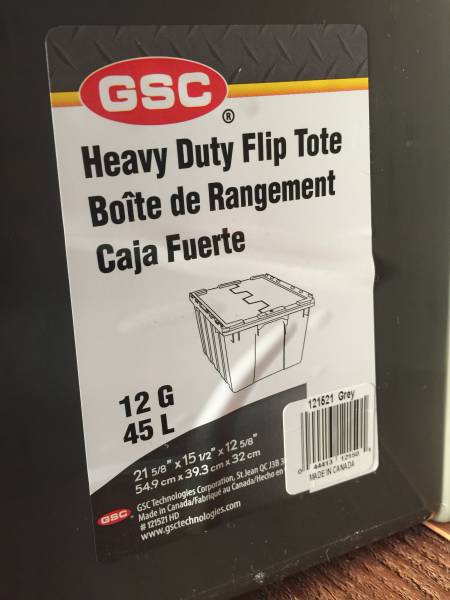 GSC®
Heavy Duty Flip Tote
Boîte de Rangement
Caja Fuerte
12 G
45 L
21 5/8" x 15 1/2" x 12 5/8"
54.9 cm x 39.3 cm x 32 cm
GSC Technologies Corporation, St.Jean QC J3B
Made in Canada/Fabriqué au Canada/Hecho en
# 121521 HD
www.gsctechnologies.com
GSC
121521 Grey
44413 12150
MADE IN CANADA